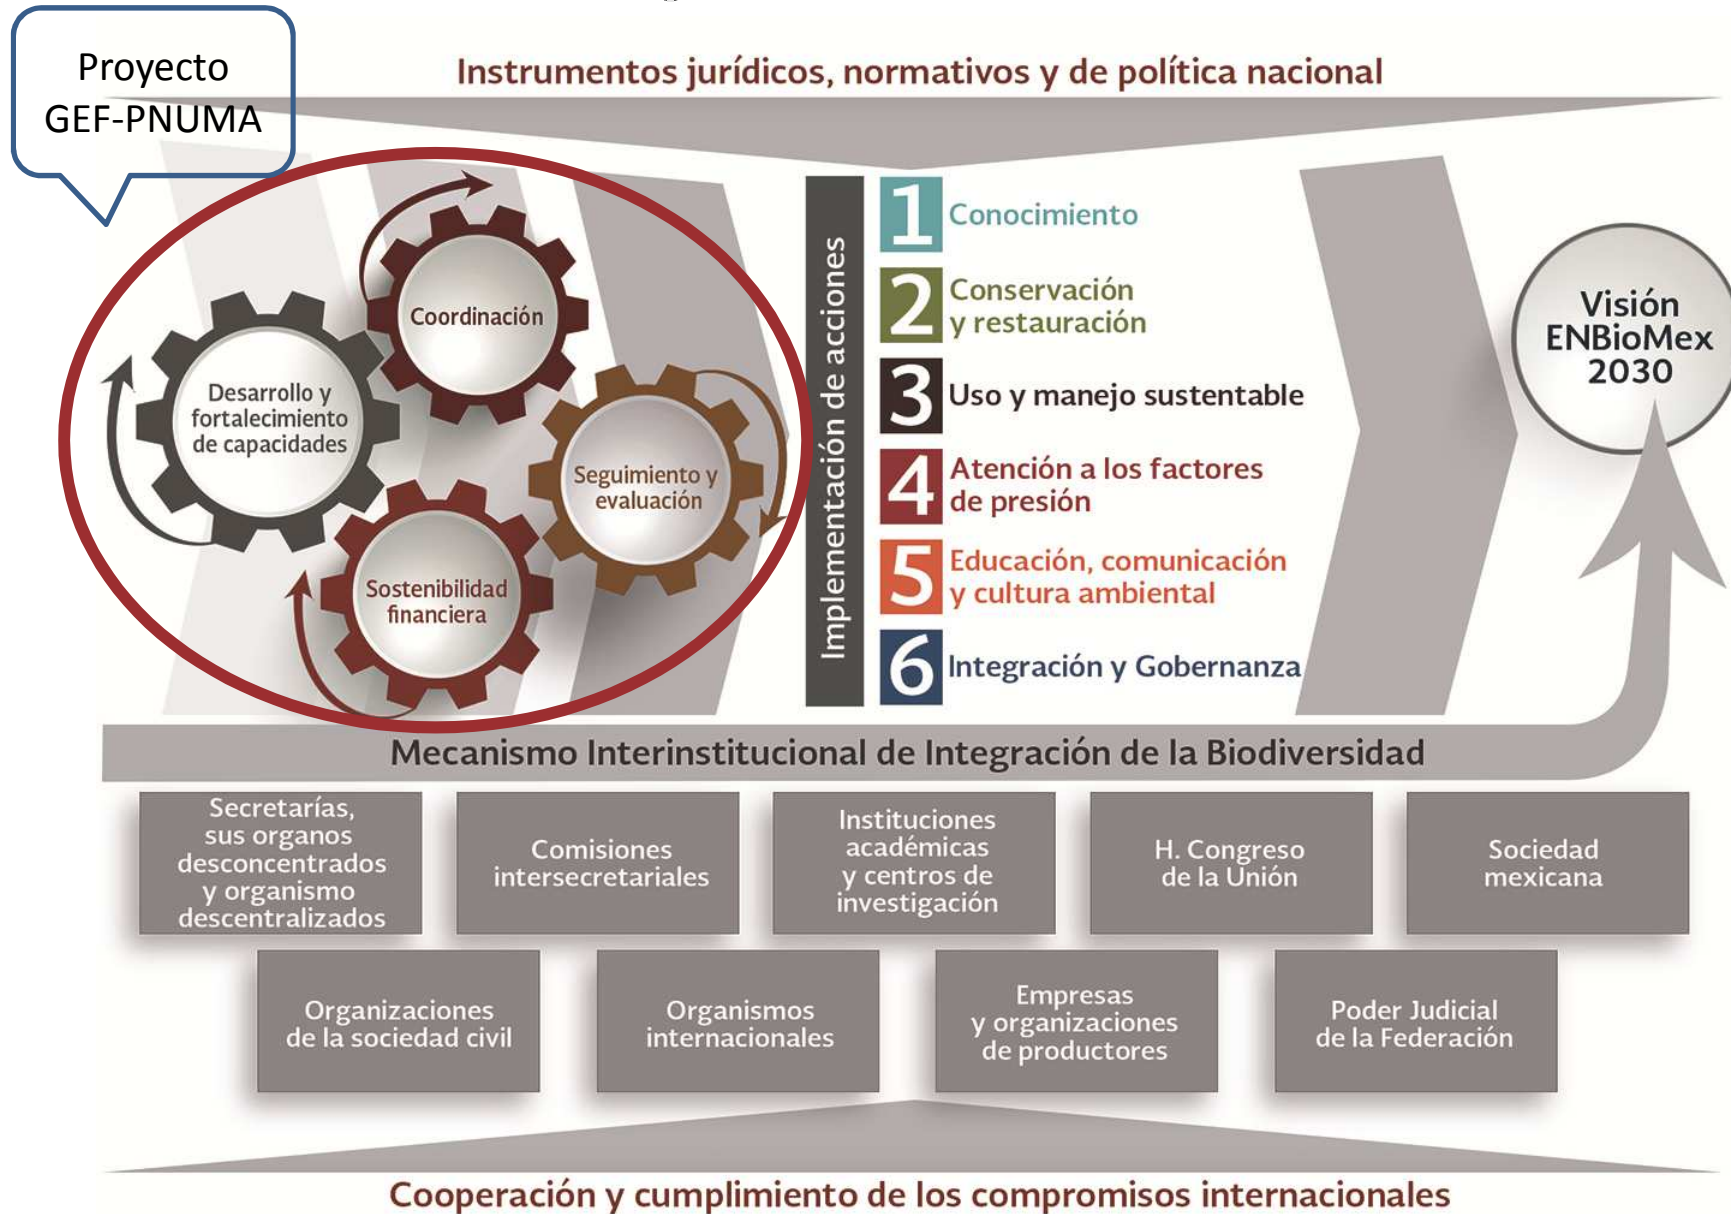 Proyecto
GEF-PNUMA
Instrumentos jurídicos, normativos y de política nacional
Coordinación
Desarrollo y
fortalecimiento
de capacidades
Seguimiento y
evaluación
Sostenibilidad
financiera
Implementación de acciones
1 Conocimiento
2 Conservación
y restauración
3 Uso y manejo sustentable
4 Atención a los factores
de presión
5 Educación, comunicación
y cultura ambiental
6 Integración y Gobernanza
Visión
ENBioMex
2030
Mecanismo Interinstitucional de Integración de la Biodiversidad
Secretarías,
sus organos
desconcentrados
y organismo
descentralizados
Comisiones
intersecretariales
Instituciones
académicas
y centros de
investigación
H. Congreso
de la Unión
Sociedad
mexicana
Organizaciones
de la sociedad civil
Organismos
internacionales
Empresas
y organizaciones
de productores
Poder Judicial
de la Federación
Cooperación y cumplimiento de los compromisos internacionales